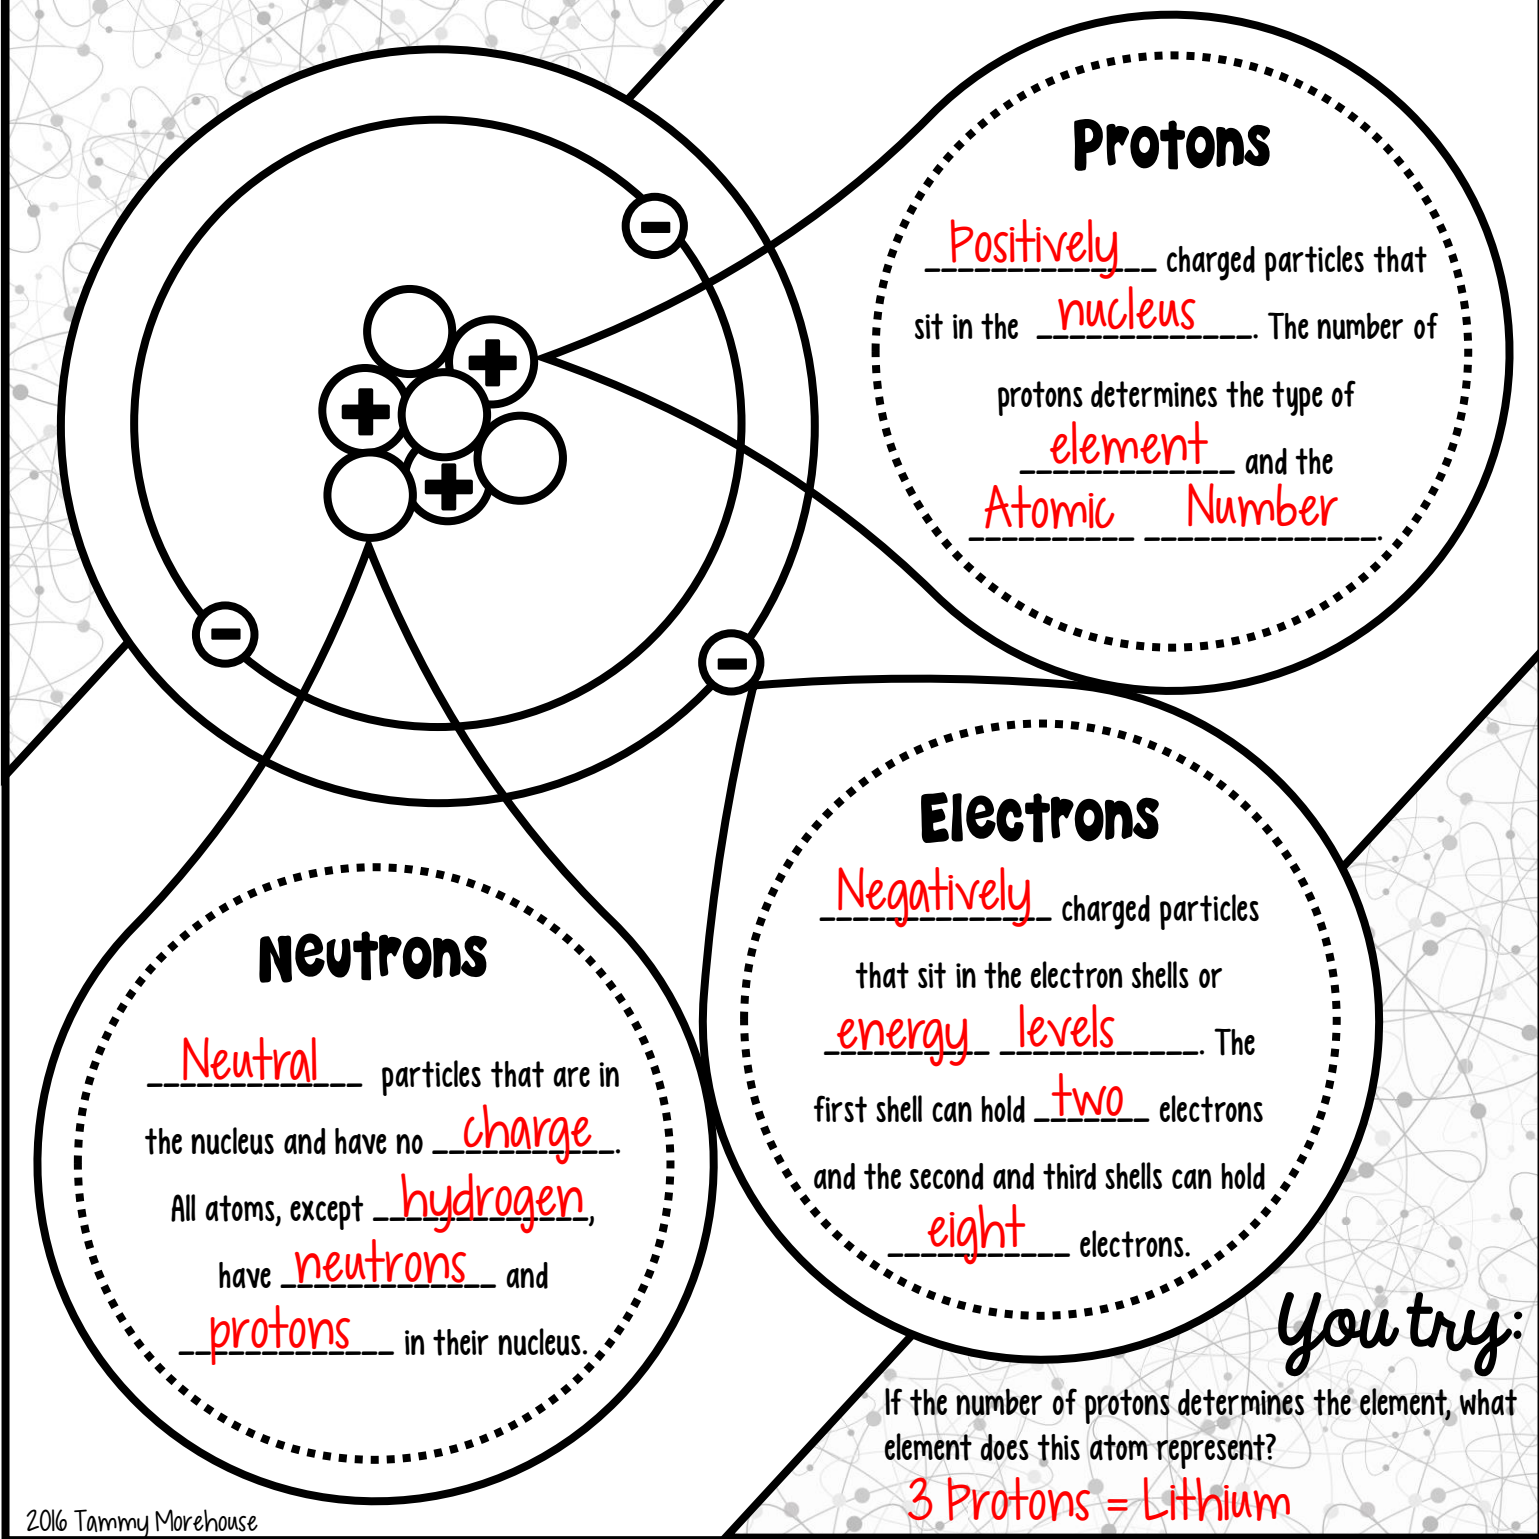 Protons
Positively charged particles that
sit in the nucleus. The number of
protons determines the type of
element and the
Atomic Number.
Electrons
Negatively charged particles
that sit in the electron shells or
energy levels. The
first shell can hold two electrons
and the second and third shells can hold
eight electrons.
Neutrons
Neutral particles that are in
the nucleus and have no charge.
All atoms, except hydrogen,
have neutrons and
protons in their nucleus.
You try:
If the number of protons determines the element, what
element does this atom represent?
3 Protons = Lithium
2016 Tammy Morehouse